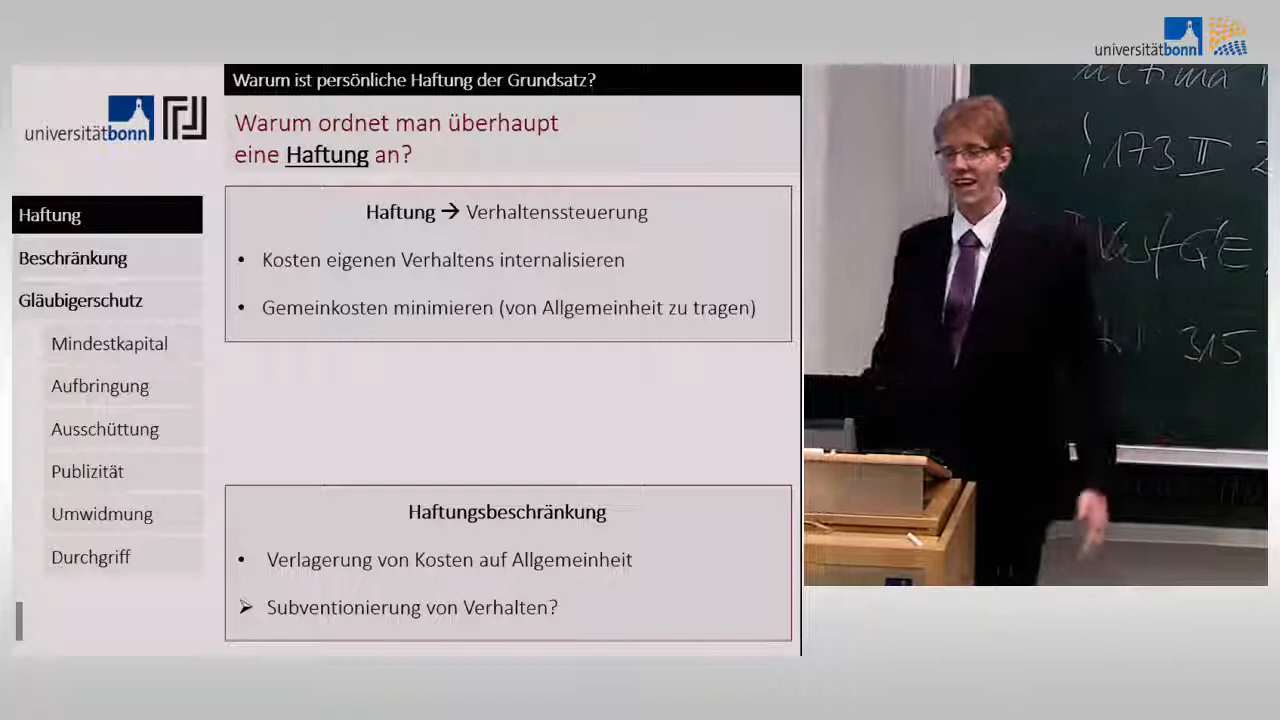 universitätbonn
Warum ist persönliche Haftung der Grundsatz?
universitätbonn
Warum ordnet man überhaupt
eine Haftung an?
Haftung
Beschränkung
Gläubigerschutz
Mindestkapital
Aufbringung
Ausschüttung
Publizität
Umwidmung
Durchgriff
Haftung → Verhaltenssteuerung
• Kosten eigenen Verhaltens internalisieren
• Gemeinkosten minimieren (von Allgemeinheit zu tragen)
Haftungsbeschränkung
• Verlagerung von Kosten auf Allgemeinheit
➢ Subventionierung von Verhalten?
ultima
173 II 2
315